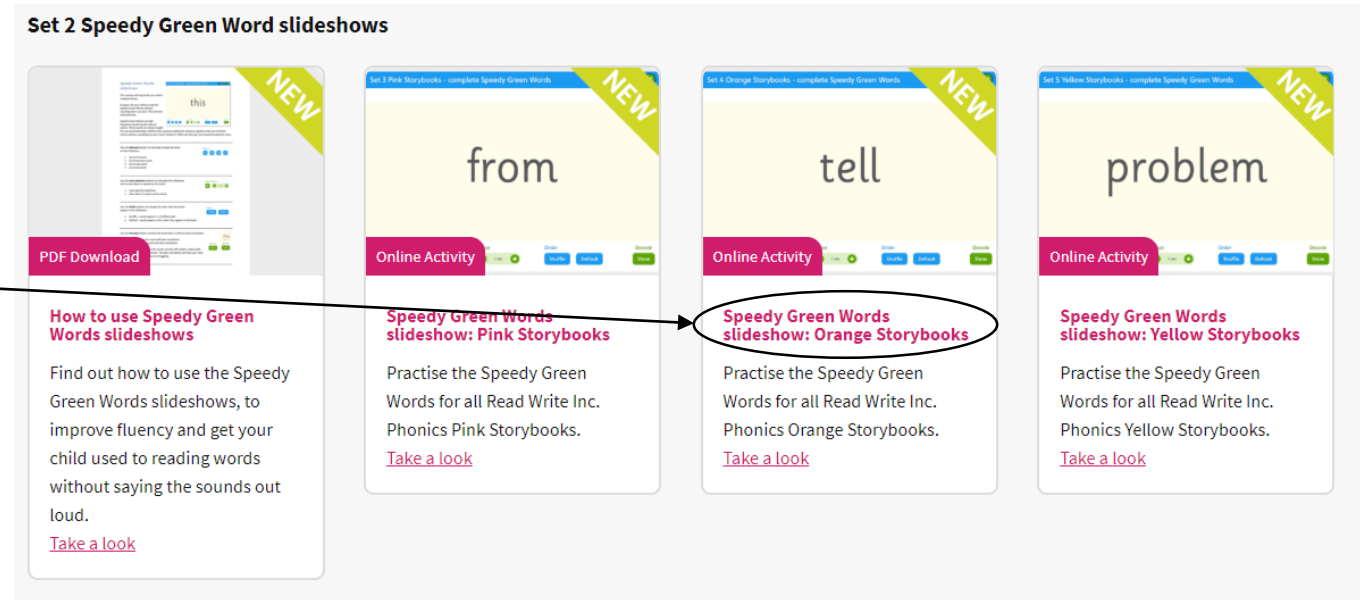 Set 2 Speedy Green Word slideshows
NEW
this
PDF Download
How to use Speedy Green
Words slideshows
Find out how to use the Speedy
Green Words slideshows, to
improve fluency and get your
child used to reading words
without saying the sounds out
loud.
Take a look
Set 3 Pink Storybooks - complete Speedy Green Words
NEW
from
Order
Shuffle
Default
Decode
Show
1 sec
Online Activity
Speedy Green Words
slideshow: Pink Storybooks
Practise the Speedy Green
Words for all Read Write Inc.
Phonics Pink Storybooks.
Take a look
Set 4 Orange Storybooks - complete Speedy Green Words
NEW
tell
Order
Shuffle
Default
Decode
Show
1 sec
Online Activity
Speedy Green Words
slideshow: Orange Storybooks
Practise the Speedy Green
Words for all Read Write Inc.
Phonics Orange Storybooks.
Take a look
Set 5 Yellow Storybooks - complete Speedy Green Words
NEW
problem
Order
Shuffle
Default
Decode
Show
1 sec
Online Activity
Speedy Green Words
slideshow: Yellow Storybooks
Practise the Speedy Green
Words for all Read Write Inc.
Phonics Yellow Storybooks.
Take a look